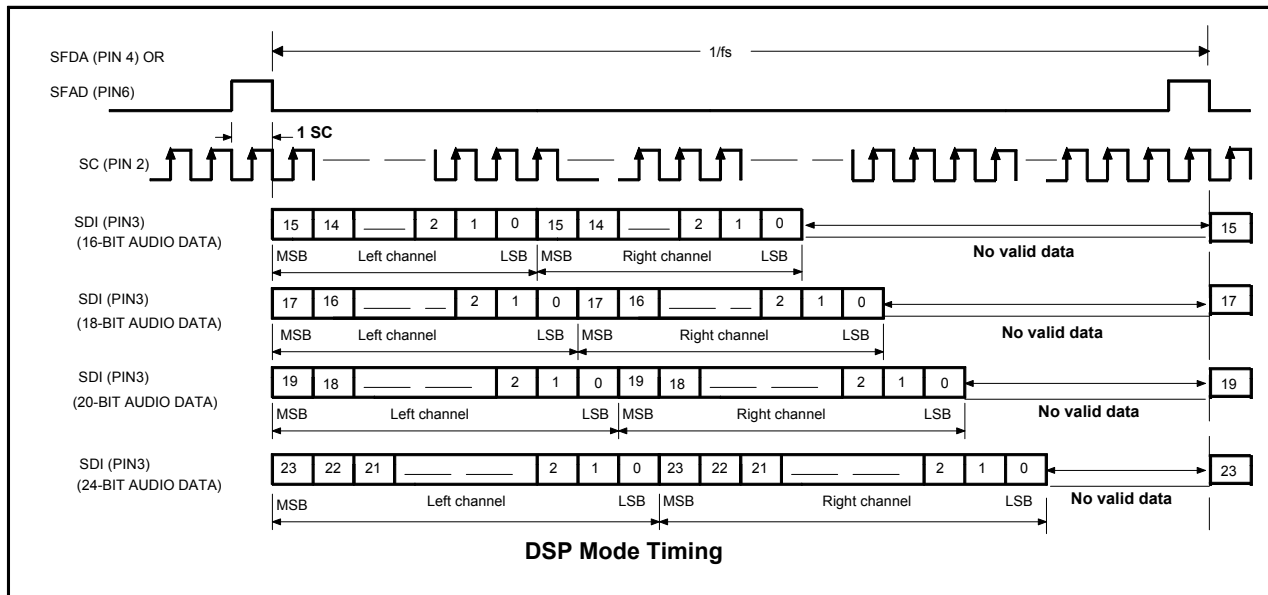 SFDA (PIN 4) OR
1/fs
SFAD (PIN6)
1 SC
SC (PIN 2)
SDI (PIN3)
(16-BIT AUDIO DATA)
15 14 2 1 0 15 14 2 1 0 15
No valid data
MSB Left channel LSB MSB Right channel LSB
SDI (PIN3)
(18-BIT AUDIO DATA)
17 16 2 1 0 17 16 2 1 0 17
No valid data
MSB Left channel LSB MSB Right channel LSB
SDI (PIN3)
(20-BIT AUDIO DATA)
19 18 2 1 0 19 18 2 1 0 19
No valid data
MSB Left channel LSB MSB Right channel LSB
SDI (PIN3)
(24-BIT AUDIO DATA)
23 22 21 2 1 0 23 22 21 2 1 0 23
No valid data
MSB Left channel LSB MSB Right channel LSB
DSP Mode Timing